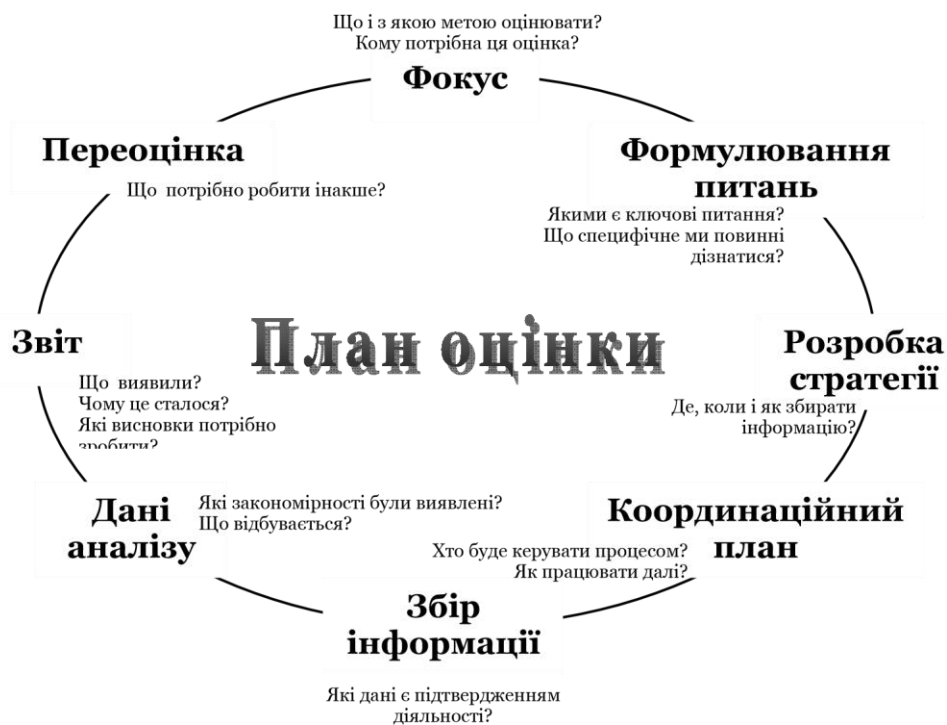 Що і з якою метою оцінювати?
Кому потрібна ця оцінка?
Фокус
Формулювання
питань
Якими є ключові питання?
Що специфічне ми повинні
дізнатися?
Розробка
стратегії
Де, коли і як збирати
інформацію?
Координаційний
план
Хто буде керувати процесом?
Як працювати далі?
Збір
інформації
Які дані є підтвердженням
діяльності?
Дані
аналізу
Які закономірності були виявлені?
Що відбувається?
Звіт
Що виявили?
Чому це сталося?
Які висновки потрібно
зробити?
Переоцінка
Що потрібно робити інакше?
План оцінки